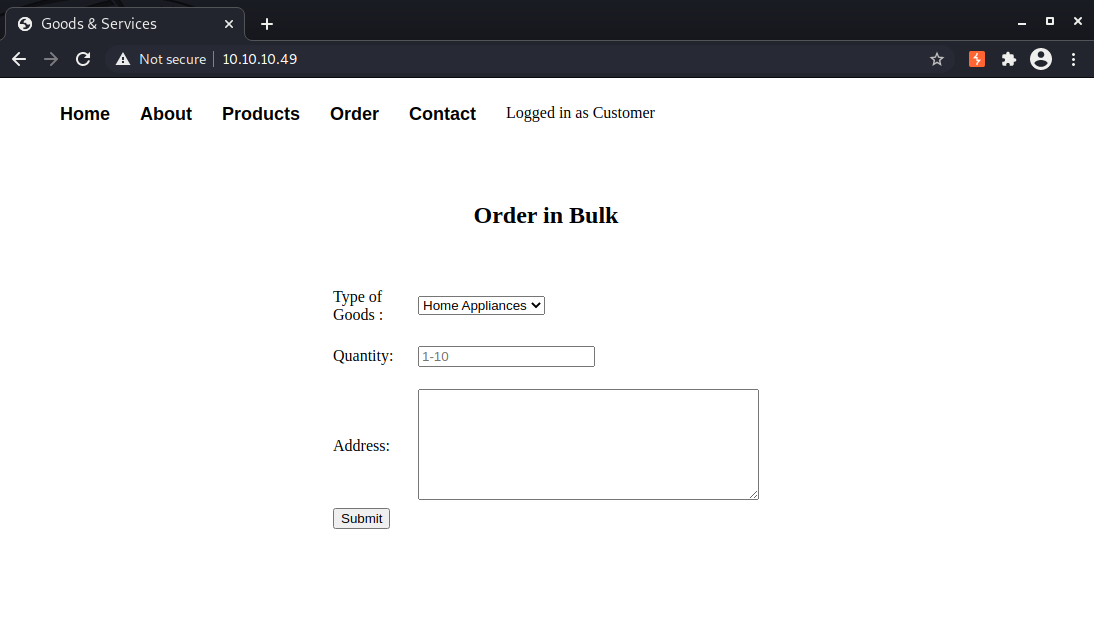 Goods & Services
Not secure 10.10.10.49
Home About Products Order Contact Logged in as Customer
Order in Bulk
Type of
Goods :
Home Appliances
Quantity:
1-10
Address:
Submit